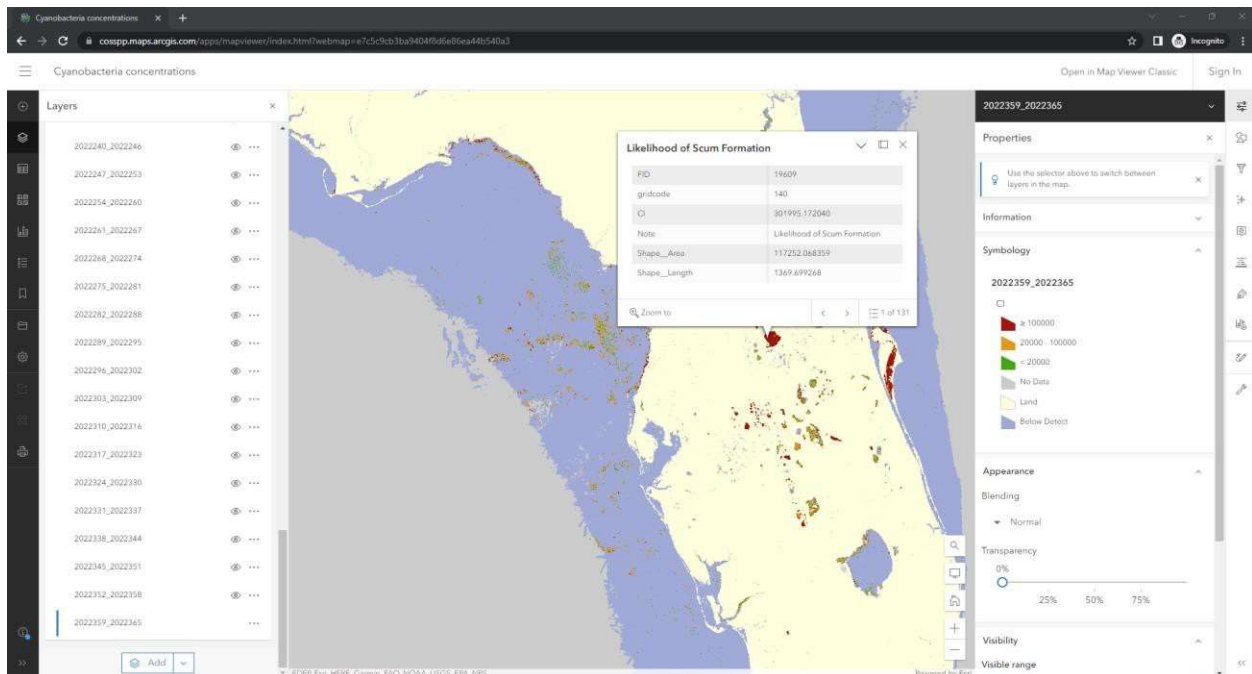 Cyanobacteria concentrations
cosspp.maps.arcgis.com/apps/mapviewer/index.html?webmap=e7c5c9cb3ba9404f8d6e86ea44b540a3
Incognito
Cyanobacteria concentrations
Open in Map Viewer Classic
Sign In
Layers
2022240_2022246
2022247_2022253
2022254_2022260
2022261_2022267
2022268_2022274
2022275_2022281
2022282_2022288
2022289_2022295
2022296_2022302
2022303_2022309
2022310_2022316
2022317_2022323
2022324_2022330
2022331_2022337
2022338_2022344
2022345_2022351
2022352_2022358
2022359_2022365
Add
Likelihood of Scum Formation
FID 19609
gridcode 140
CI 301995.172040
Note Likelihood of Scum Formation
Shape__Area 117252.068359
Shape__Length 1369.699268
Zoom to
1 of 131
2022359_2022365
Properties
Use the selector above to switch between
layers in the map.
Information
Symbology
2022359_2022365
CI
≥ 100000
20000 - 100000
< 20000
No Data
Land
Below Detect
Appearance
Blending
Normal
Transparency
0%
25% 50% 75%
Visibility
Visible range
Powered by Esri